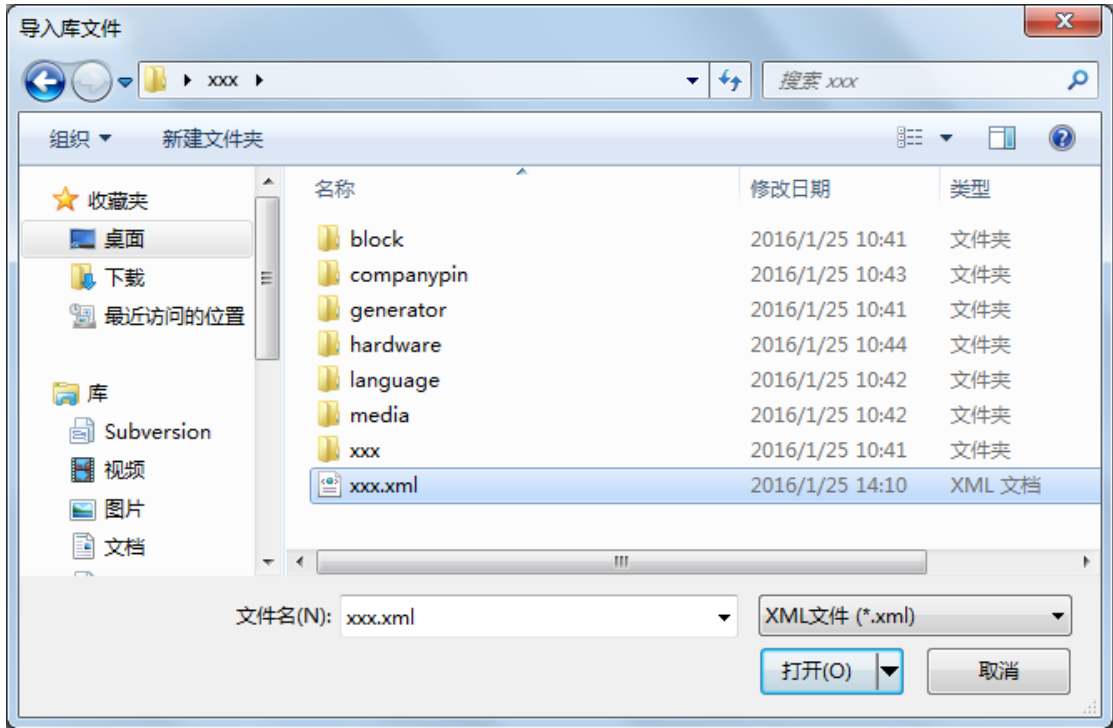 导入库文件
xxx
搜索 xxx
组织
新建文件夹
收藏夹
桌面
下载
最近访问的位置
库
Subversion
视频
图片
文档
名称 修改日期 类型
block 2016/1/25 10:41 文件夹
companypin 2016/1/25 10:43 文件夹
generator 2016/1/25 10:41 文件夹
hardware 2016/1/25 10:44 文件夹
language 2016/1/25 10:42 文件夹
media 2016/1/25 10:42 文件夹
xxx 2016/1/25 10:41 文件夹
xxx.xml 2016/1/25 14:10 XML 文档
文件名(N): xxx.xml
XML文件 (*.xml)
打开(O)
取消